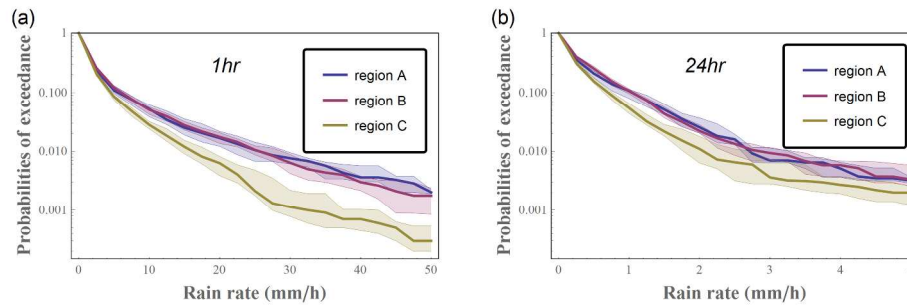 (a)
1hr
region A
region B
region C
Probabilities of exceedance
1
0.100
0.010
0.001
0
10
20
30
40
50
Rain rate (mm/h)
(b)
24hr
region A
region B
region C
Probabilities of exceedance
1
0.100
0.010
0.001
0
1
2
3
4
Rain rate (mm/h)